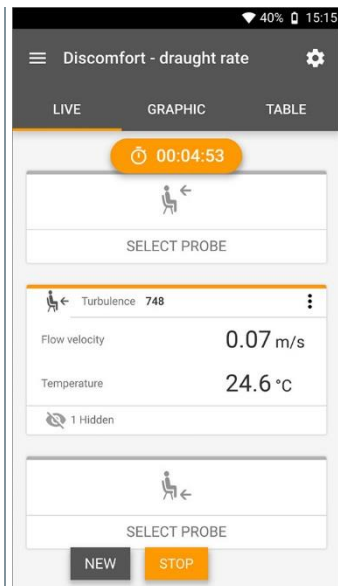 40% 15:15
Discomfort - draught rate
LIVE GRAPHIC TABLE
00:04:53
SELECT PROBE
Turbulence 748
Flow velocity 0.07 m/s
Temperature 24.6 °C
1 Hidden
SELECT PROBE
NEW STOP